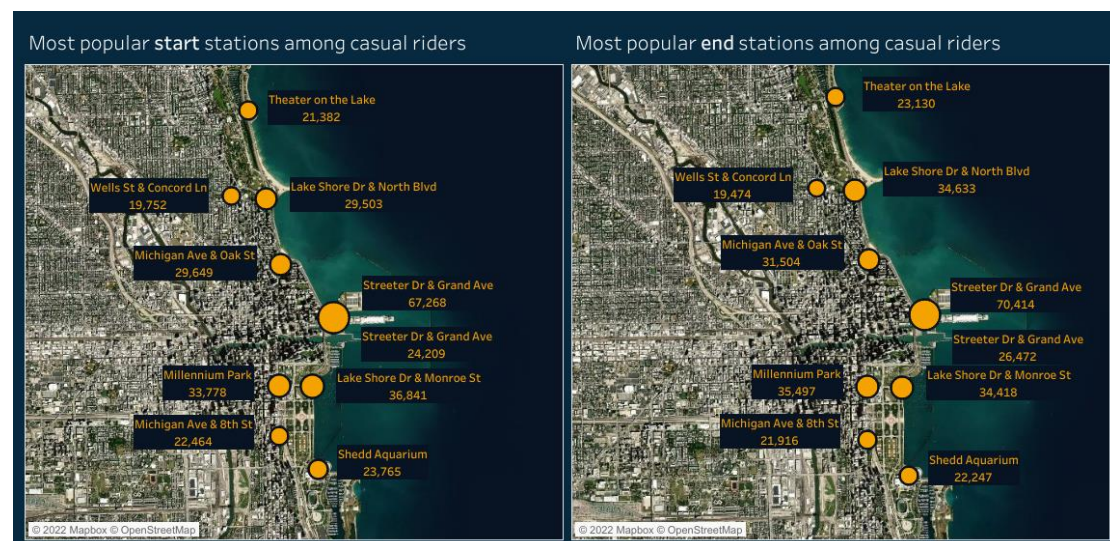 Most popular start stations among casual riders
Theater on the Lake
21,382
Wells St & Concord Ln
19,752
Lake Shore Dr & North Blvd
29,503
Michigan Ave & Oak St
29,649
Streeter Dr & Grand Ave
67,268
Streeter Dr & Grand Ave
24,209
Millennium Park
33,778
Lake Shore Dr & Monroe St
36,841
Michigan Ave & 8th St
22,464
Shedd Aquarium
23,765
© 2022 Mapbox © OpenStreetMap
Most popular end stations among casual riders
Theater on the Lake
23,130
Wells St & Concord Ln
19,474
Lake Shore Dr & North Blvd
34,633
Michigan Ave & Oak St
31,504
Streeter Dr & Grand Ave
70,414
Streeter Dr & Grand Ave
26,472
Millennium Park
35,497
Lake Shore Dr & Monroe St
34,418
Michigan Ave & 8th St
21,916
Shedd Aquarium
22,247
© 2022 Mapbox © OpenStreetMap